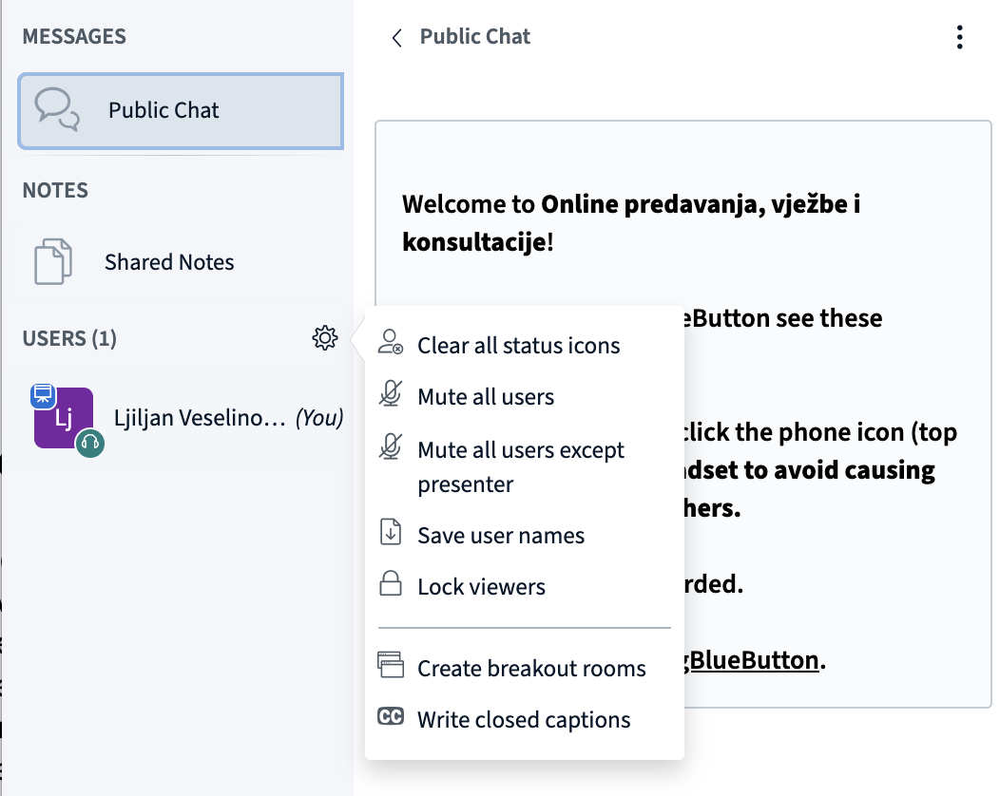 MESSAGES
Public Chat
NOTES
Shared Notes
USERS (1)
Lj
Ljiljan Veselino... (You)
Public Chat
Welcome to Online predavanja, vježbe i
konsultacije!
eButton see these
click the phone icon (top
dset to avoid causing
hers.
rded.
gBlueButton.
Clear all status icons
Mute all users
Mute all users except
presenter
Save user names
Lock viewers
Create breakout rooms
CC
Write closed captions